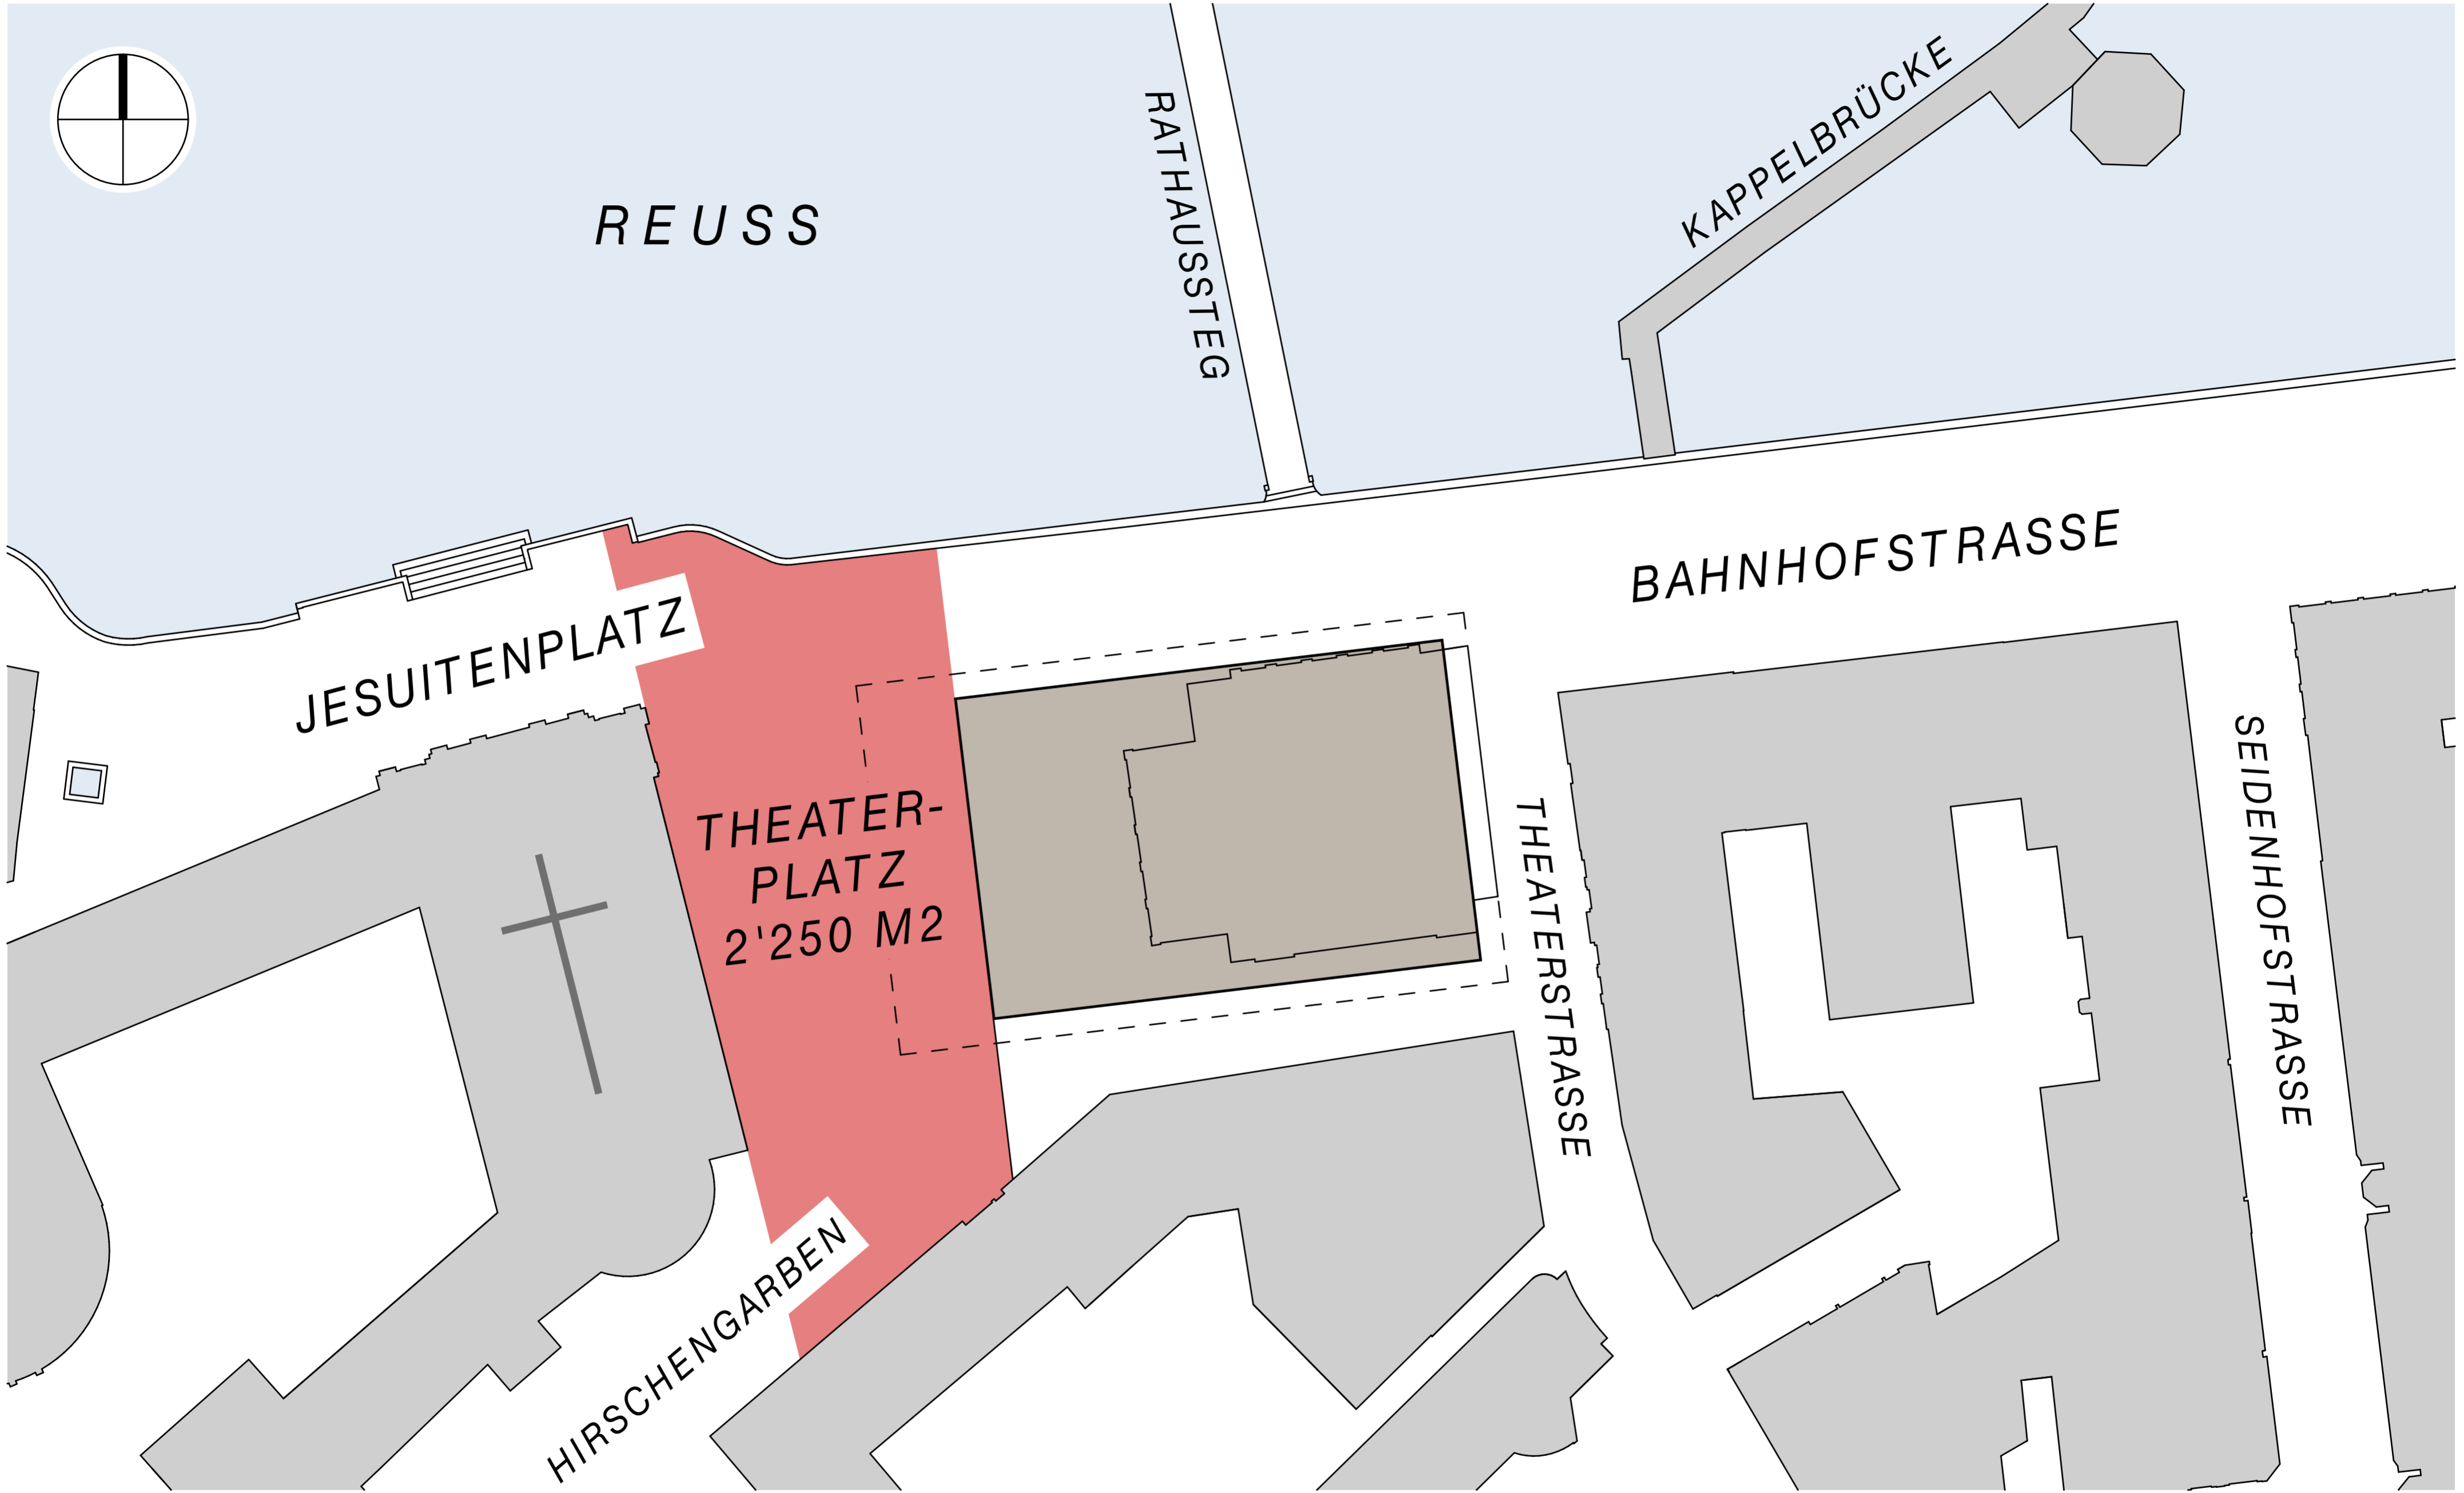 REUSS
RATHAUSSTEG
KAPPELBRÜCKE
BAHNHOFSTRASSE
JESUITENPLATZ
THEATER-
PLATZ
2'250 M2
THEATERSTRASSE
SEIDENHOFSTRASSE
HIRSCHENGARBEN